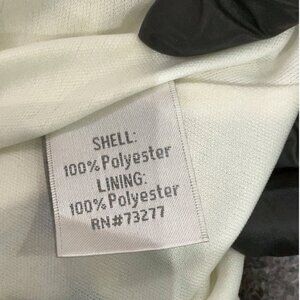 SHELL:
100% Polyester
LINING:
100% Polyester
RN#73277